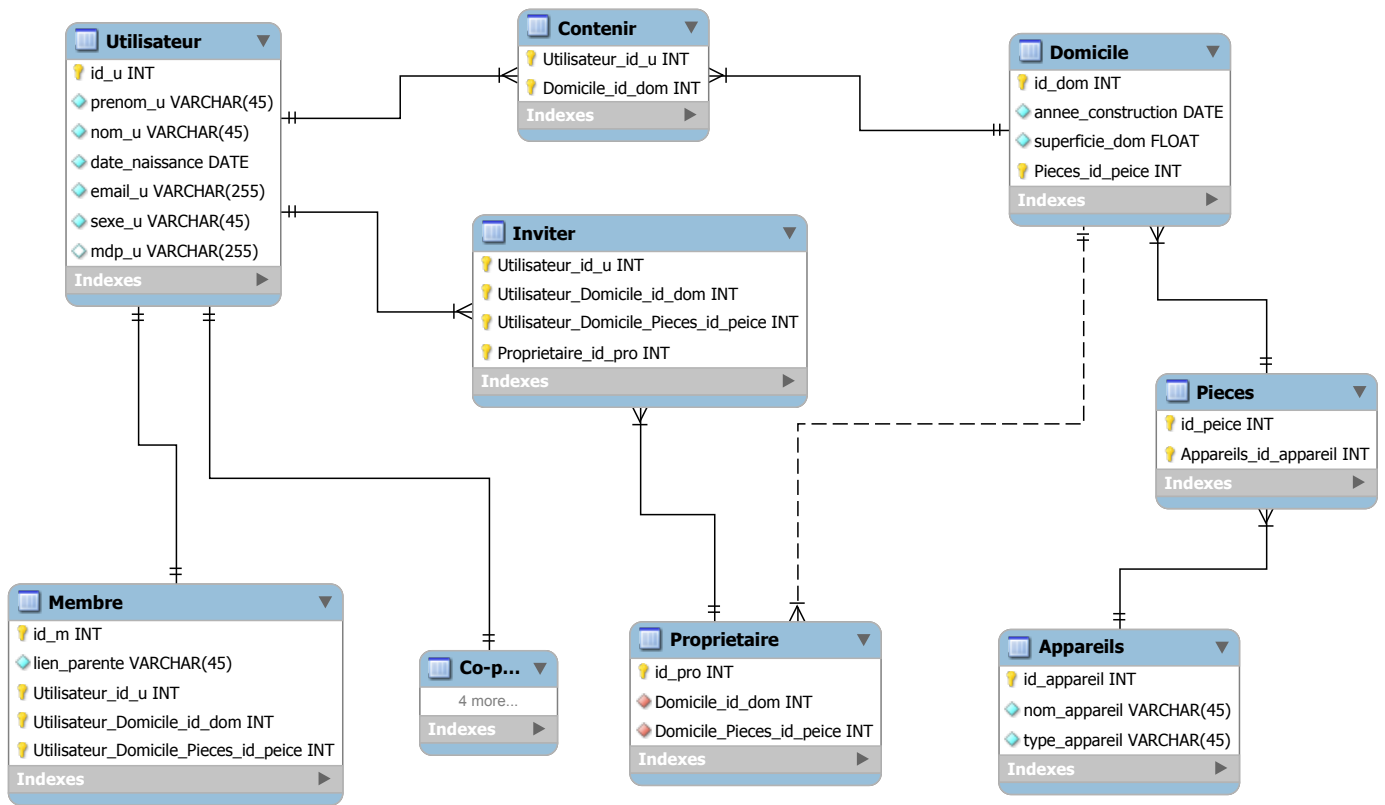 Utilisateur
id_u INT
prenom_u VARCHAR(45)
nom_u VARCHAR(45)
date_naissance DATE
email_u VARCHAR(255)
sexe_u VARCHAR(45)
mdp_u VARCHAR(255)
Indexes
Contenir
Utilisateur_id_u INT
Domicile_id_dom INT
Indexes
Domicile
id_dom INT
annee_construction DATE
superficie_dom FLOAT
Pieces_id_peice INT
Indexes
Inviter
Utilisateur_id_u INT
Utilisateur_Domicile_id_dom INT
Utilisateur_Domicile_Pieces_id_peice INT
Proprietaire_id_pro INT
Indexes
Pieces
id_peice INT
Appareils_id_appareil INT
Indexes
Membre
id_m INT
lien_parente VARCHAR(45)
Utilisateur_id_u INT
Utilisateur_Domicile_id_dom INT
Utilisateur_Domicile_Pieces_id_peice INT
Indexes
Co-p...
4 more...
Indexes
Proprietaire
id_pro INT
Domicile_id_dom INT
Domicile_Pieces_id_peice INT
Indexes
Appareils
id_appareil INT
nom_appareil VARCHAR(45)
type_appareil VARCHAR(45)
Indexes